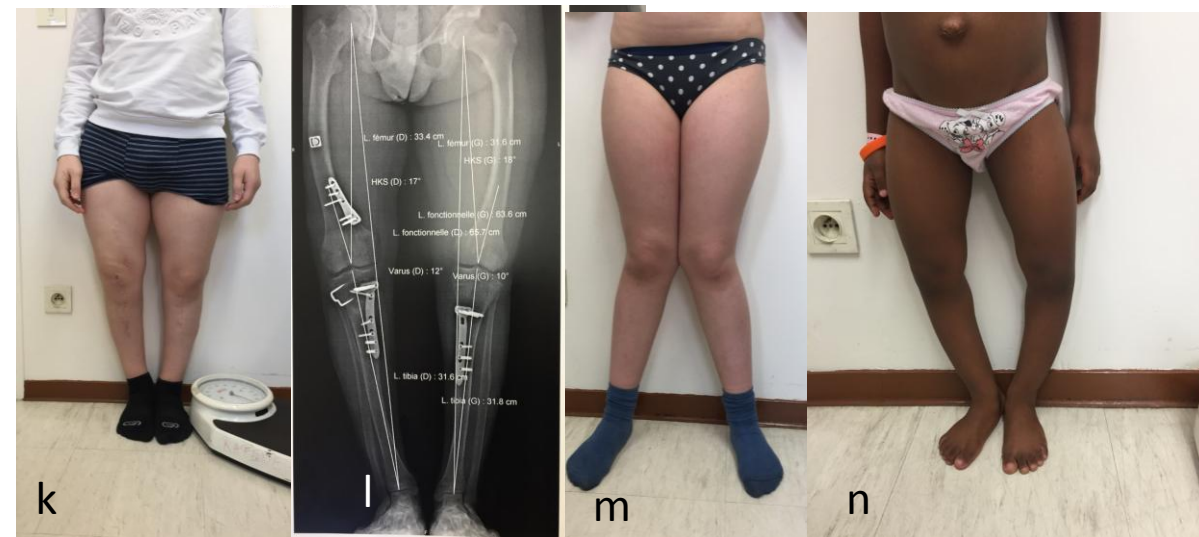 L. fémur (D) : 33.4 cm
L. fémur (G) : 31.6 cm
HKS (G) : 18°
HKS (D) : 17°
L. fonctionnelle (G) : 63.6 cm
L. fonctionnelle (D) : 65.7 cm
Varus (D) : 12°
Varus (G) : 10°
L. tibia (D) : 31.6 cm
L. tibia (G) : 31.8 cm
D
k
l
m
n